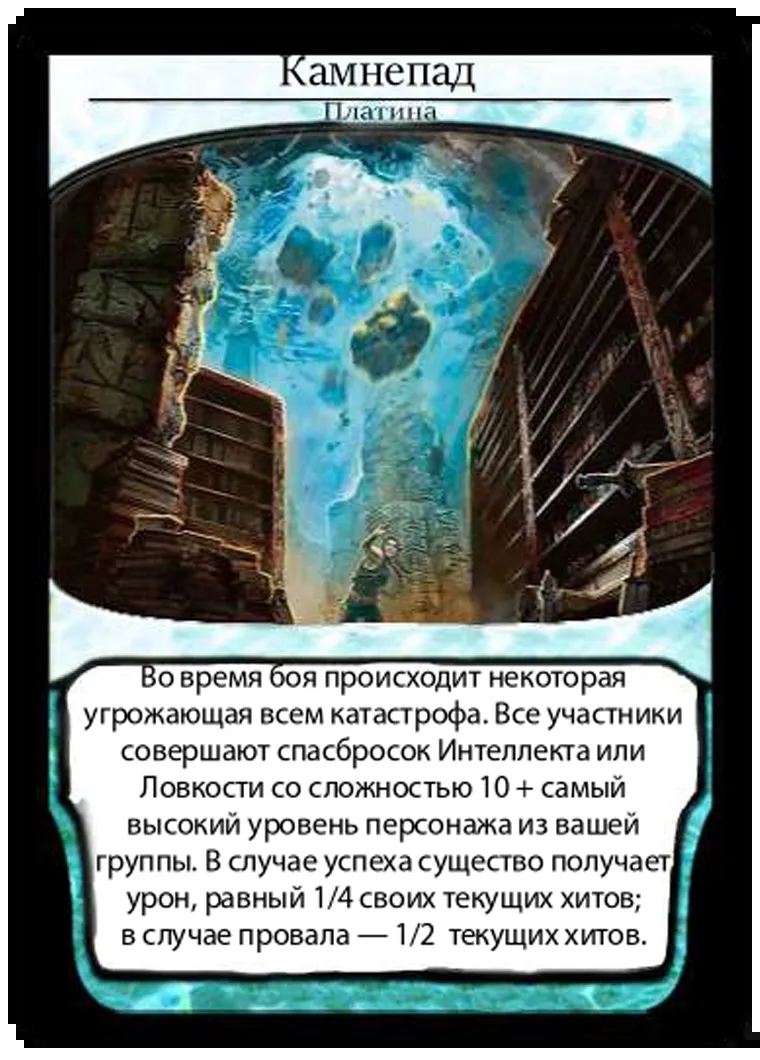 Камнепад
Платина
Во время боя происходит некоторая
угрожающая всем катастрофа. Все участники
совершают спасбросок Интеллекта или
Ловкости со сложностью 10 + самый
высокий уровень персонажа из вашей
группы. В случае успеха существо получает
урон, равный 1/4 своих текущих хитов;
в случае провала — 1/2 текущих хитов.